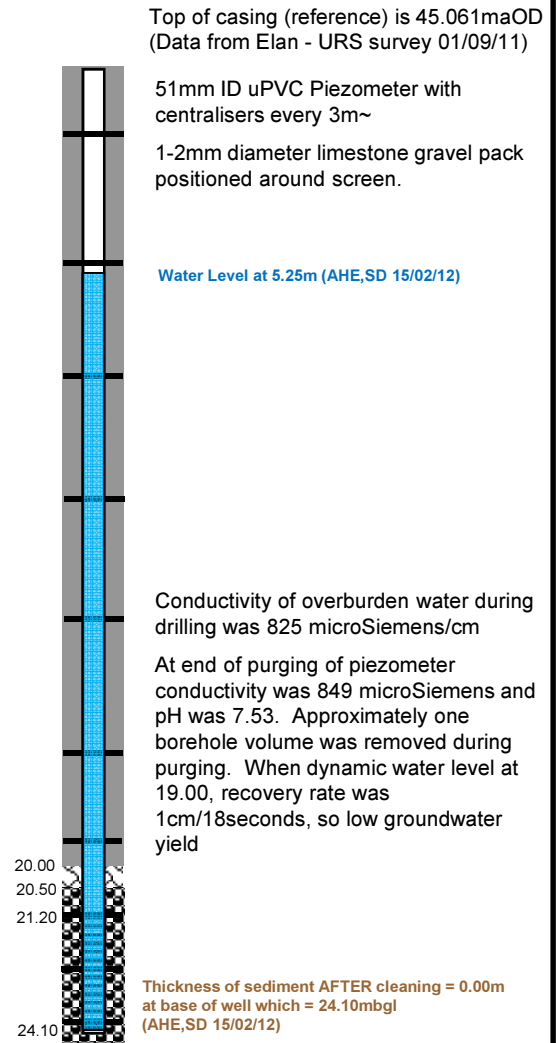 Top of casing (reference) is 45.061maOD
(Data from Elan - URS survey 01/09/11)
51mm ID uPVC Piezometer with
centralisers every 3m~
1-2mm diameter limestone gravel pack
positioned around screen.
Water Level at 5.25m (AHE,SD 15/02/12)
Conductivity of overburden water during
drilling was 825 microSiemens/cm
At end of purging of piezometer
conductivity was 849 microSiemens and
pH was 7.53. Approximately one
borehole volume was removed during
purging. When dynamic water level at
19.00, recovery rate was
1cm/18seconds, so low groundwater
yield
20.00
20.50
21.20
Thickness of sediment AFTER cleaning = 0.00m
at base of well which = 24.10mbgl
(AHE,SD 15/02/12)
24.10